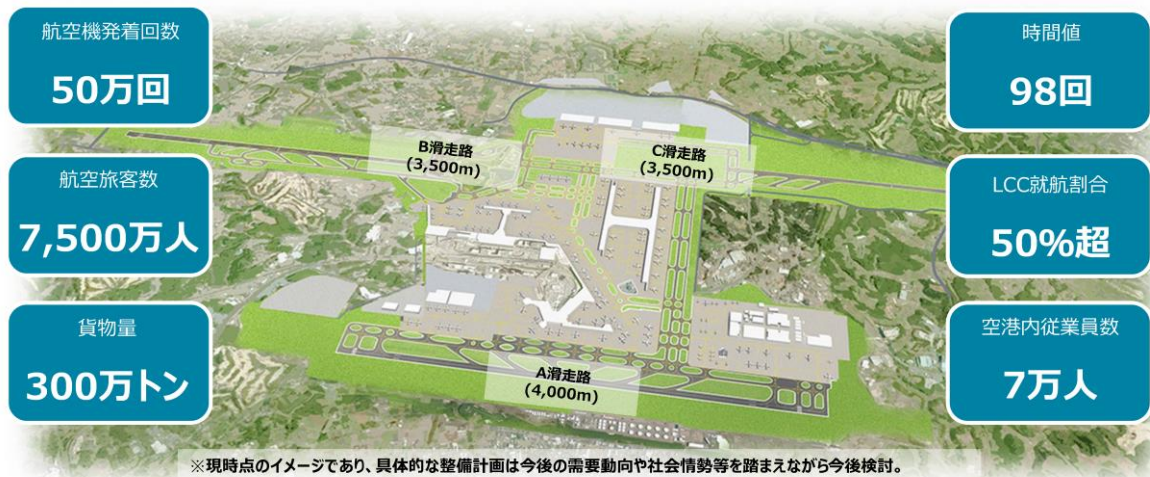 航空機発着回数
50万回
航空旅客数
7,500万人
貨物量
300万トン
B滑走路
(3,500m)
C滑走路
(3,500m)
A滑走路
(4,000m)
時間値
98回
LCC就航割合
50%超
空港内従業員数
7万人
※現時点のイメージであり、具体的な整備計画は今後の需要動向や社会情勢等を踏まえながら今後検討。